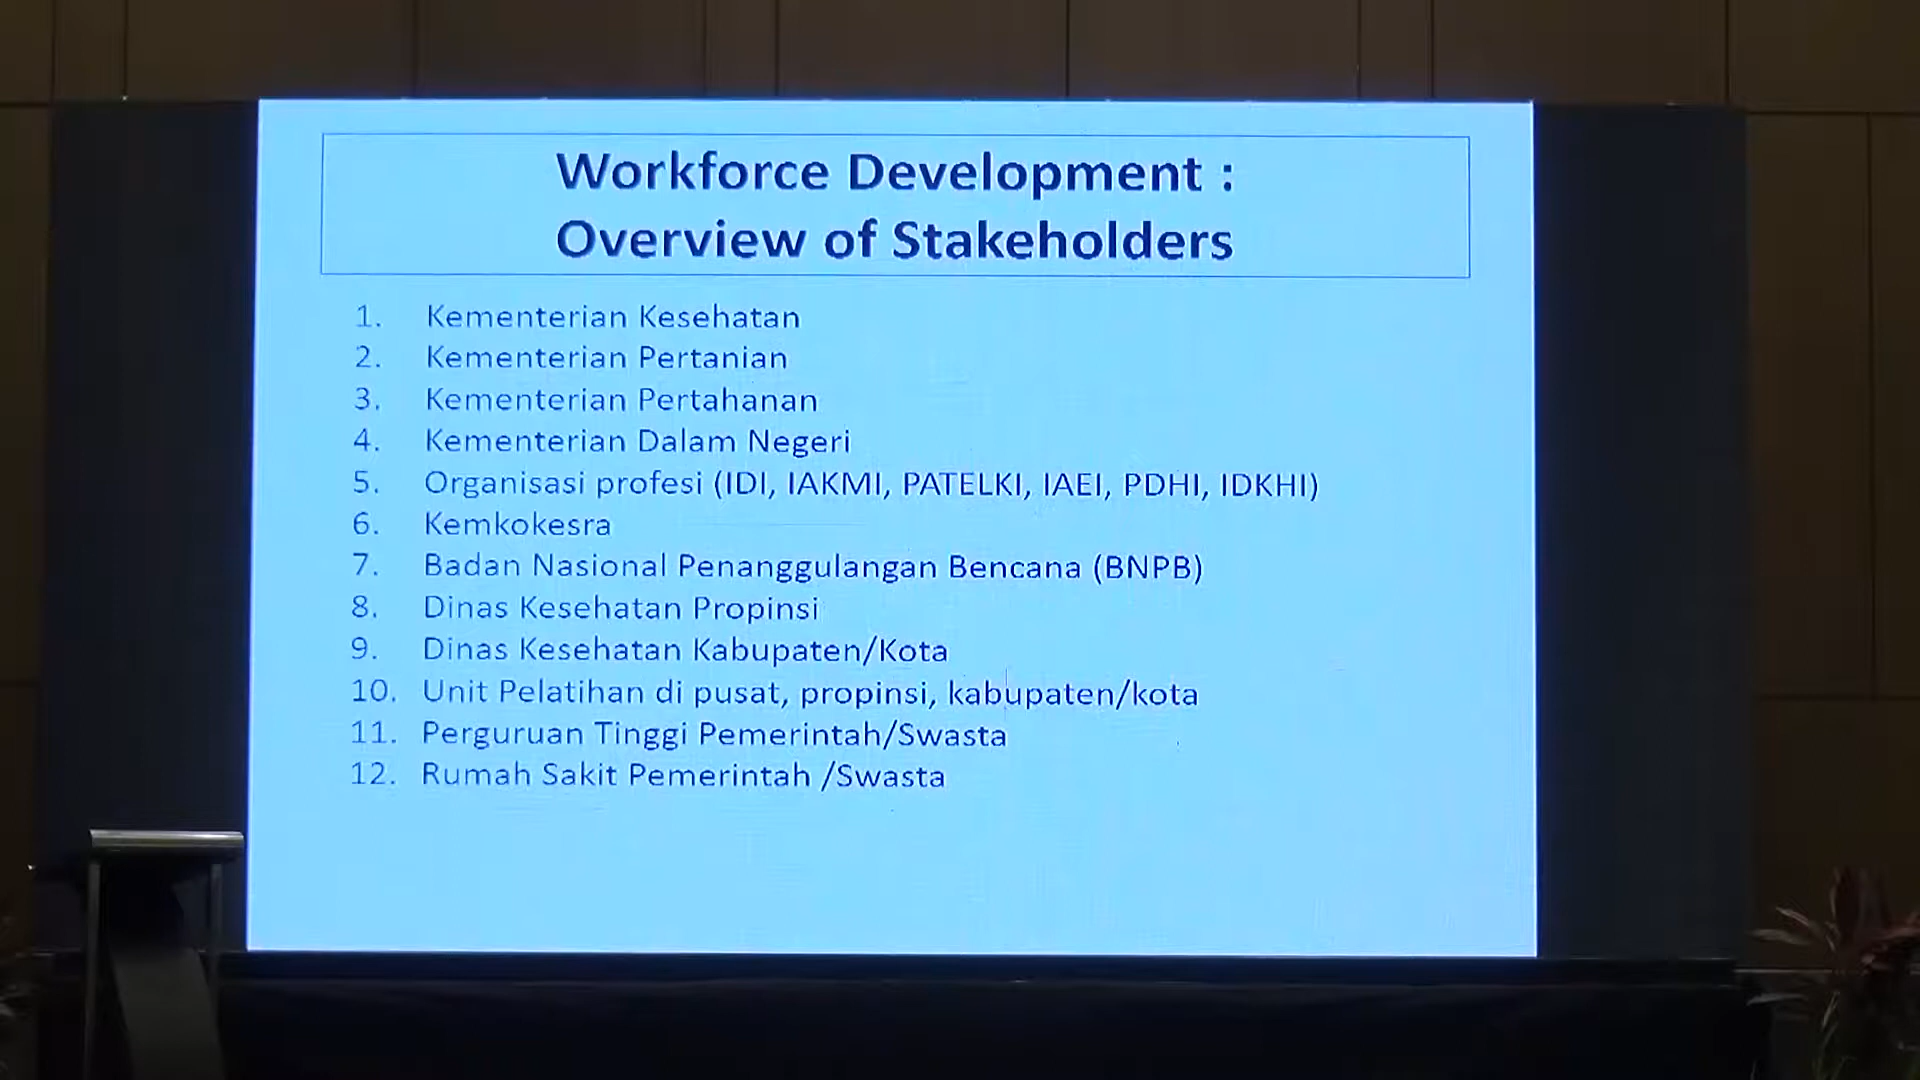 Workforce Development :
Overview of Stakeholders
1. Kementerian Kesehatan
2. Kementerian Pertanian
3. Kementerian Pertahanan
4. Kementerian Dalam Negeri
5. Organisasi profesi (IDI, IAKMI, PATELKI, IAEI, PDHI, IDKHI)
6. Kemkokesra
7. Badan Nasional Penanggulangan Bencana (BNPB)
8. Dinas Kesehatan Propinsi
9. Dinas Kesehatan Kabupaten/Kota
10. Unit Pelatihan di pusat, propinsi, kabupaten/kota
11. Perguruan Tinggi Pemerintah/Swasta
12. Rumah Sakit Pemerintah /Swasta